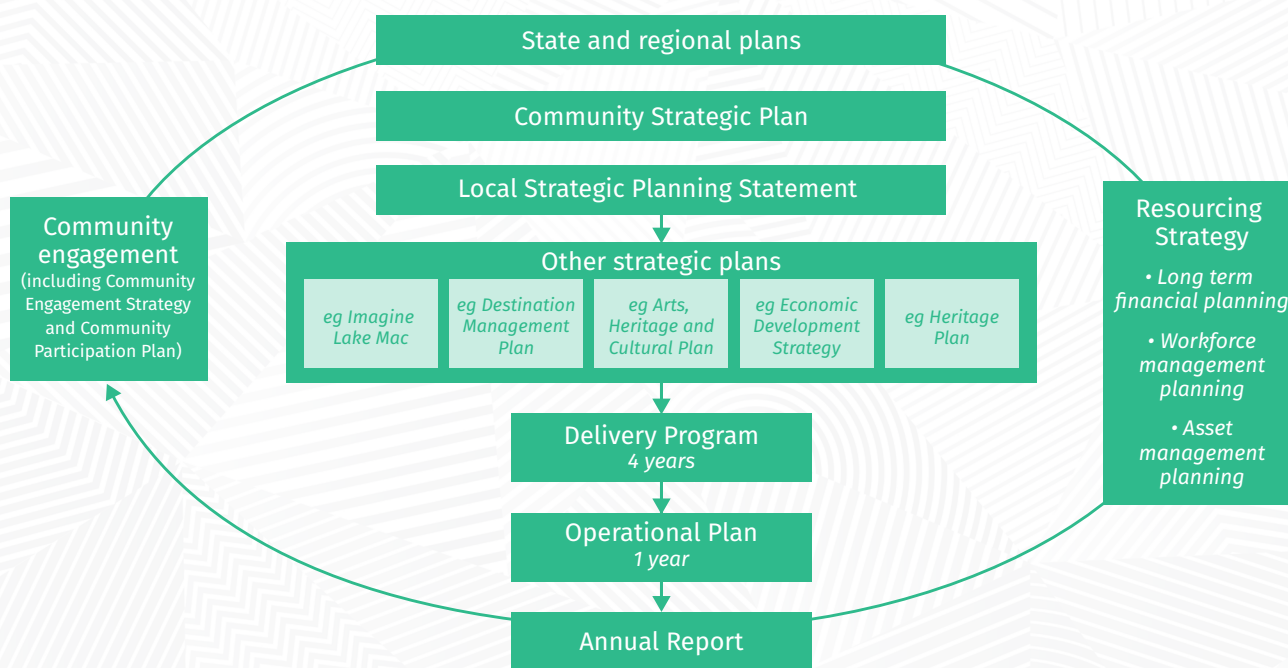 State and regional plans
Community Strategic Plan
Local Strategic Planning Statement
Community
engagement
(including Community
Engagement Strategy
and Community
Participation Plan)
Other strategic plans
eg Imagine
Lake Mac
eg Destination
Management
Plan
eg Arts,
Heritage and
Cultural Plan
eg Economic
Development
Strategy
eg Heritage
Plan
Resourcing
Strategy
• Long term
financial planning
• Workforce
management
planning
• Asset
management
planning
Delivery Program
4 years
Operational Plan
1 year
Annual Report